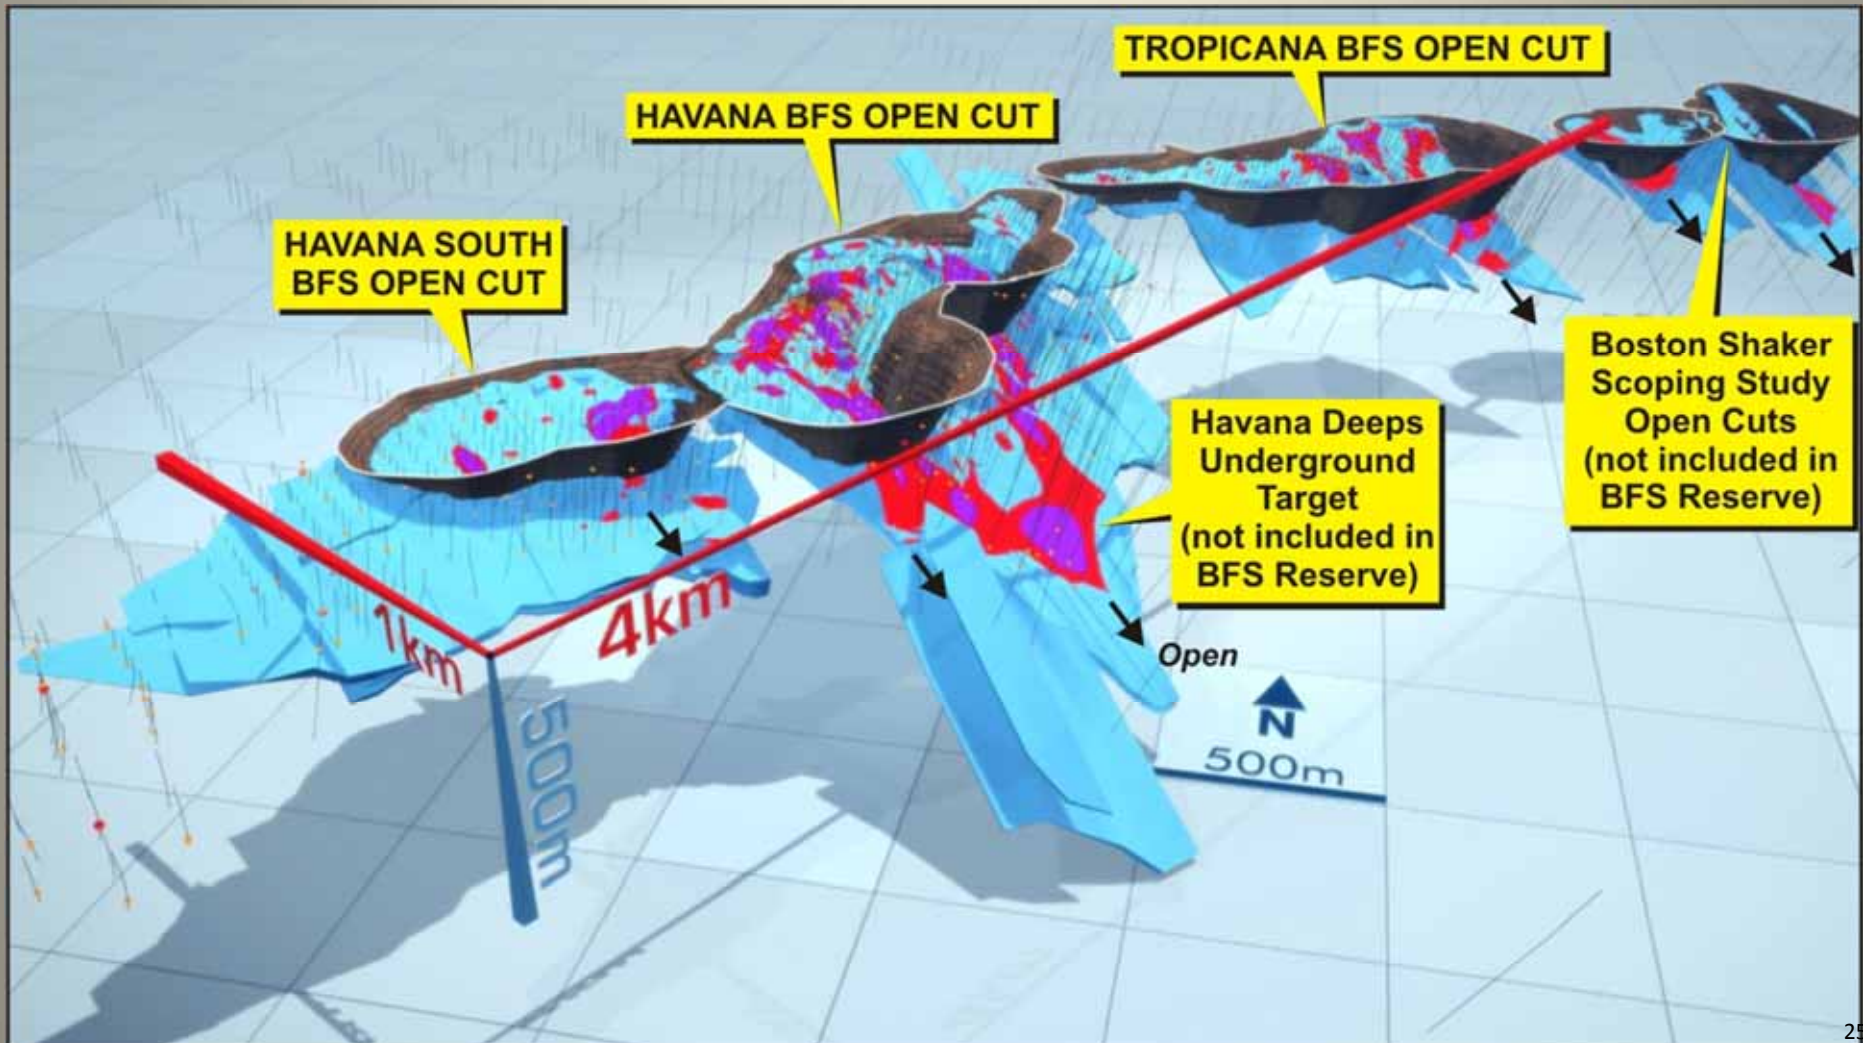 TROPICANA BFS OPEN CUT
HAVANA BFS OPEN CUT
HAVANA SOUTH
BFS OPEN CUT
Boston Shaker
Scoping Study
Open Cuts
(not included in
BFS Reserve)
Havana Deeps
Underground
Target
(not included in
BFS Reserve)
1km
4km
500m
Open
N
500m
25